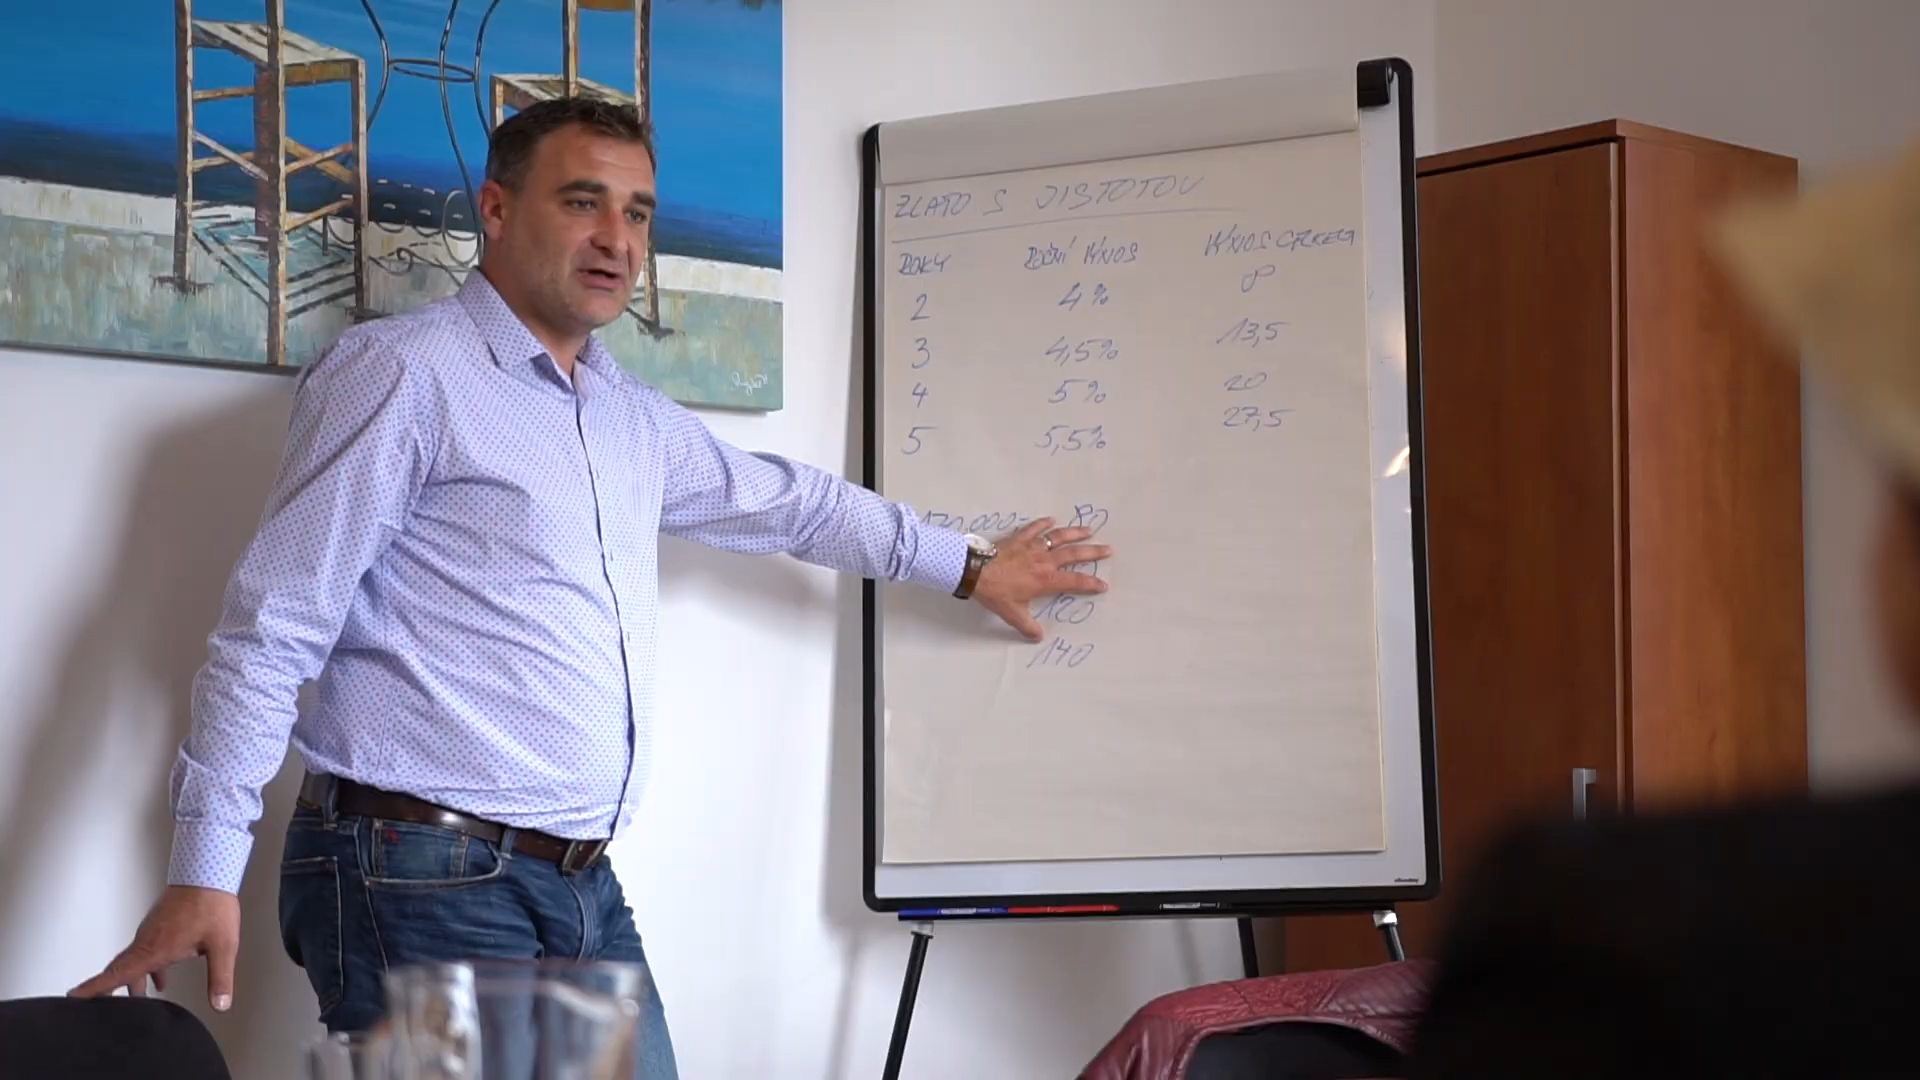 ZLATO S JISTOTOU
ROKY ROČNÍ VÝNOS VÝNOS CELKEM
2 4% 8
3 4,5% 13,5
4 5% 20
5 5,5% 27,5
80
120
140